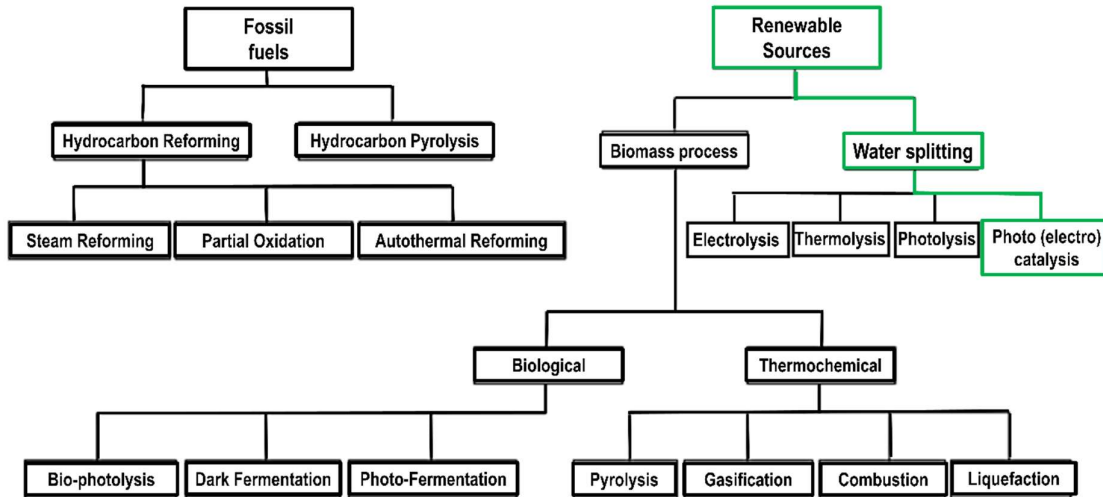 Fossil
fuels
Renewable
Sources
Hydrocarbon Reforming
Hydrocarbon Pyrolysis
Biomass process
Water splitting
Steam Reforming
Partial Oxidation
Autothermal Reforming
Electrolysis
Thermolysis
Photolysis
Photo (electro)
catalysis
Biological
Thermochemical
Bio-photolysis
Dark Fermentation
Photo-Fermentation
Pyrolysis
Gasification
Combustion
Liquefaction